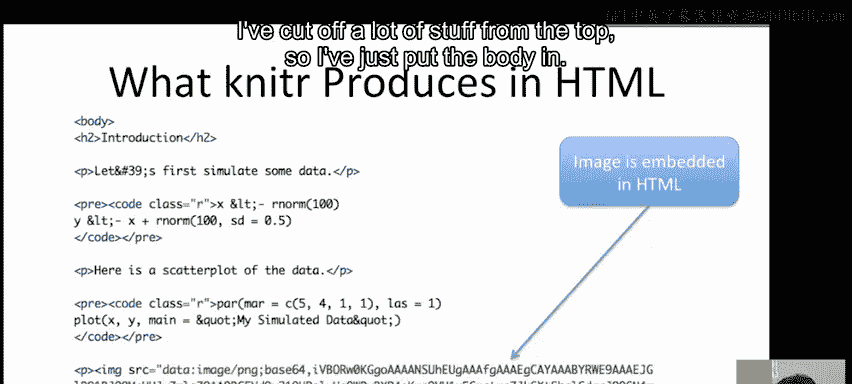 I've cut off a lot of stuff from the top,
so I've just put the body in.
What knitr Produces in HTML
<body>
<h2>Introduction</h2>
<p>Let&#39;s first simulate some data.</p>
<pre><code class="r">x &lt;- rnorm(100)
y &lt;- x + rnorm(100, sd = 0.5)
</code></pre>
<p>Here is a scatterplot of the data.</p>
<pre><code class="r">par(mar = c(5, 4, 1, 1), las = 1)
plot(x, y, main = &quot;My Simulated Data&quot;)
</code></pre>
Image is embedded
in HTML
<p><img src="data:image/png;base64,iVBORw0KGgoAAAANSUhEUgAAAfgAAAEgCAYAAABYRWE9AAAEJG